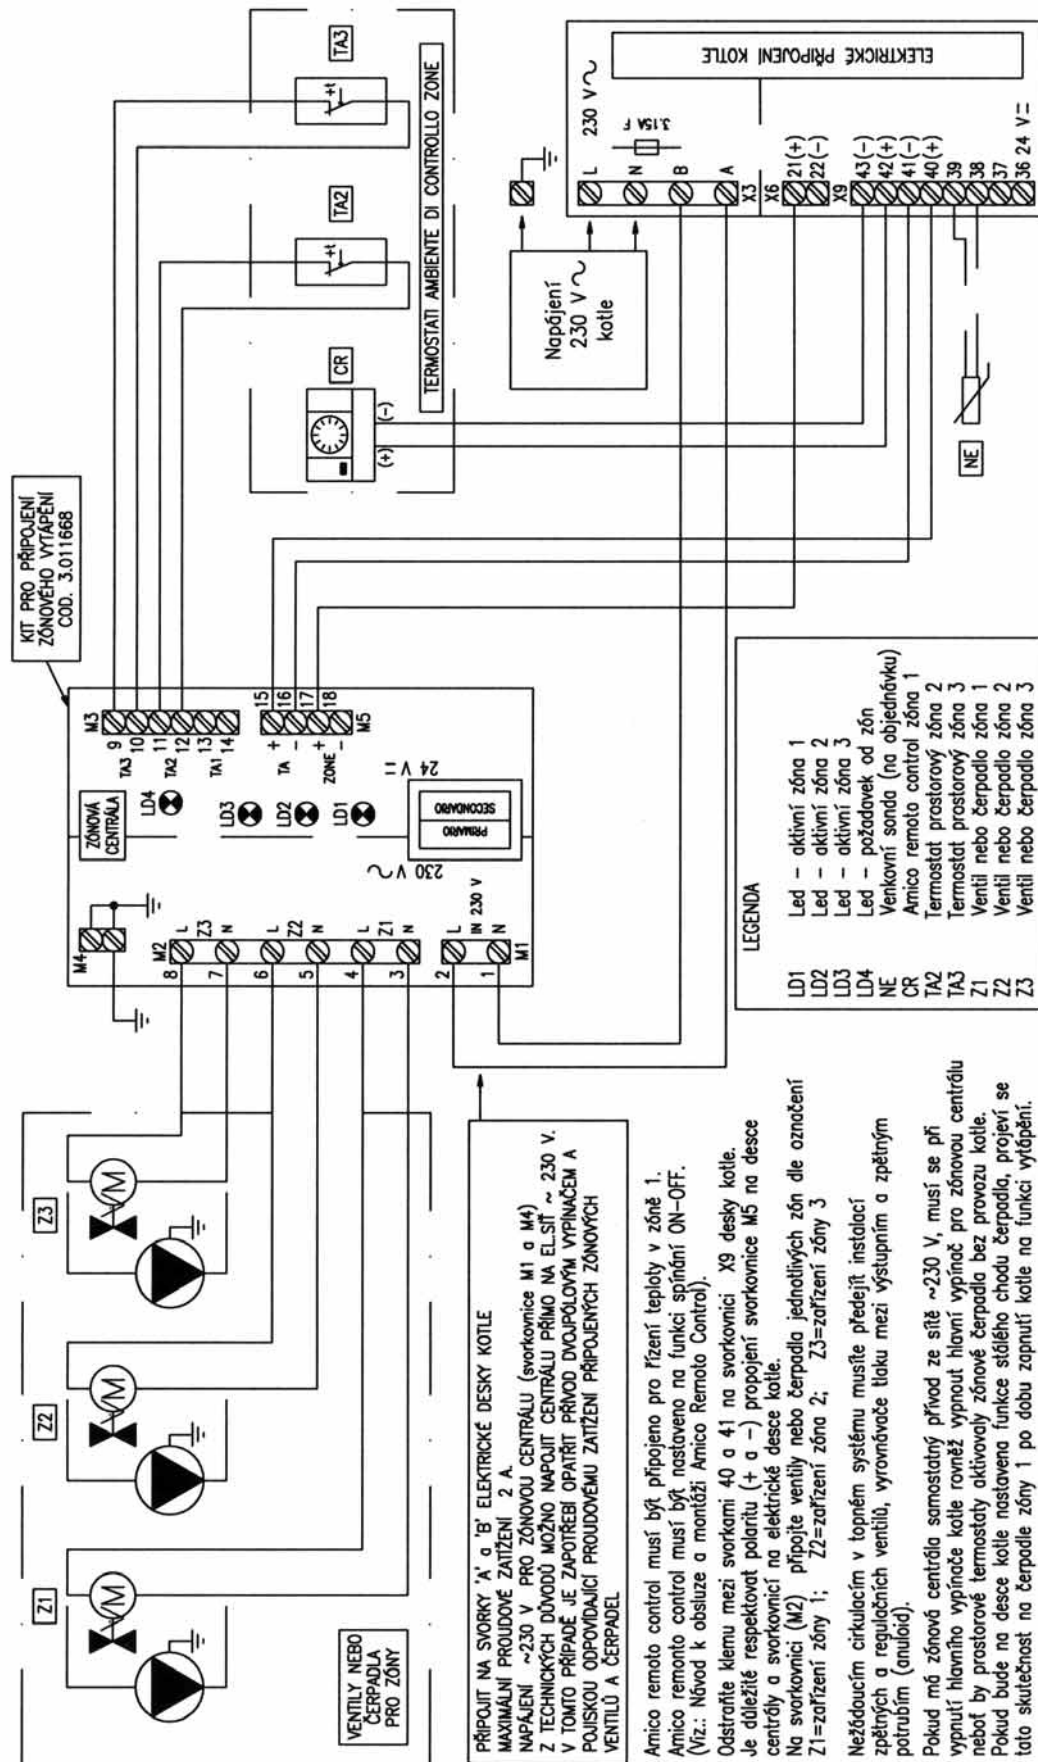 KIT PRO PŘIPOJENÍ
ZÓNOVÉHO VYTÁPĚNÍ
COD. 3.011668
Z1
Z2
Z3
M
M
M
VENTILY NEBO
ČERPADLA
PRO ZÓNY
M4
ZÓNOVÁ
CENTRÁLA
M3
9
10
11
12
13
14
TA3
TA2
TA1
LD4
LD3
LD2
LD1
M2
8
7
6
5
4
3
L
Z3
N
L
Z2
N
L
Z1
N
2
1
L
IN 230 V
N
M1
230 V
PRIMARIO
SECONDARIO
24 V
15
16
17
18
+
TA
-
+
ZONE
-
M5
TA3
+t
TA2
+t
CR
(+)
(-)
TERMOSTATI AMBIENTE DI CONTROLLO ZONE
Napájení
230 V ~
kotle
NE
ELEKTRICKÉ PŘIPOJENÍ KOTLE
230 V ~
L
N
3.15A F
B
A
X3
X6
21(+)
22(-)
X9
43(-)
42(+)
41(-)
40(+)
39
38
37
36 24 V=
PŘIPOJIT NA SVORKY 'A' a 'B' ELEKTRICKÉ DESKY KOTLE
MAXIMÁLNÍ PROUDOVÉ ZATÍŽENÍ 2 A.
NAPÁJENÍ ~230 V PRO ZÓNOVOU CENTRÁLU (svorkovnice M1 a M4)
Z TECHNICKÝCH DŮVODŮ MOŽNO NAPOJIT CENTRÁLU PŘÍMO NA EL.SÍŤ ~ 230 V.
V TOMTO PŘÍPADĚ JE ZAPOTŘEBÍ OPATŘIT PŘÍVOD DVOJPÓLOVÝM VYPÍNAČEM A
POJISKOU ODPOVÍDAJÍCÍ PROUDOVÉMU ZATÍŽENÍ PŘIPOJENÝCH ZÓNOVÝCH
VENTILŮ A ČERPADEL
Amico remoto control musí být připojeno pro řízení teploty v zóně 1.
Amico remonto control musí být nastaveno na funkci spínání ON-OFF.
(Viz.: Návod k obsluze a montáži Amico Remoto Control).
Odstraňte klemu mezi svorkami 40 a 41 na svorkovnici X9 desky kotle.
Je důležité respektovat polaritu (+ a -) propojení svorkovnice M5 na desce
centrály a svorkovnicí na elektrické desce kotle.
Na svorkovnici (M2) připojte ventily nebo čerpadla jednotlivých zón dle označení
Z1=zařízení zóny 1; Z2=zařízení zóna 2; Z3=zařízení zóny 3
Nežádoucím cirkulacím v topném systému musíte předejít instalací
zpětných a regulačních ventilů, vyrovnávače tlaku mezi výstupním a zpětným
potrubím (anuloid).
Pokud má zónová centrála samostatný přívod ze sítě ~230 V, musí se při
vypnutí hlavního vypínače kotle rovněž vypnout hlavní vypínač pro zónovou centrálu
neboť by prostorové termostaty aktivovaly zónové čerpadla bez provozu kotle.
Pokud bude na desce kotle nastavena funkce stálého chodu čerpadla, projeví se
tato skutečnost na čerpadle zóny 1 po dobu zapnutí kotle na funkci vytápění.
LEGENDA
LD1 Led - aktivní zóna 1
LD2 Led - aktivní zóna 2
LD3 Led - aktivní zóna 3
LD4 Led - požadavek od zón
NE Venkovní sonda (na objednávku)
CR Amico remoto control zóna 1
TA2 Termostat prostorový zóna 2
TA3 Termostat prostorový zóna 3
Z1 Ventil nebo čerpadlo zóna 1
Z2 Ventil nebo čerpadlo zóna 2
Z3 Ventil nebo čerpadlo zóna 3